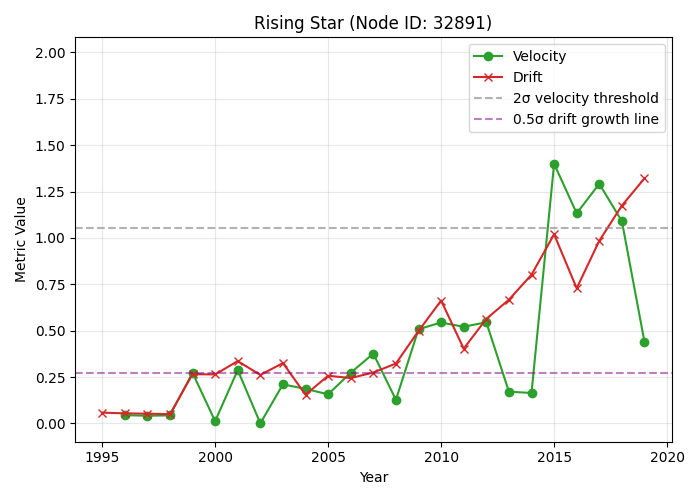 Rising Star (Node ID: 32891)
Velocity
Drift
2σ velocity threshold
0.5σ drift growth line
Metric Value
2.00
1.75
1.50
1.25
1.00
0.75
0.50
0.25
0.00
1995 2000 2005 2010 2015 2020
Year